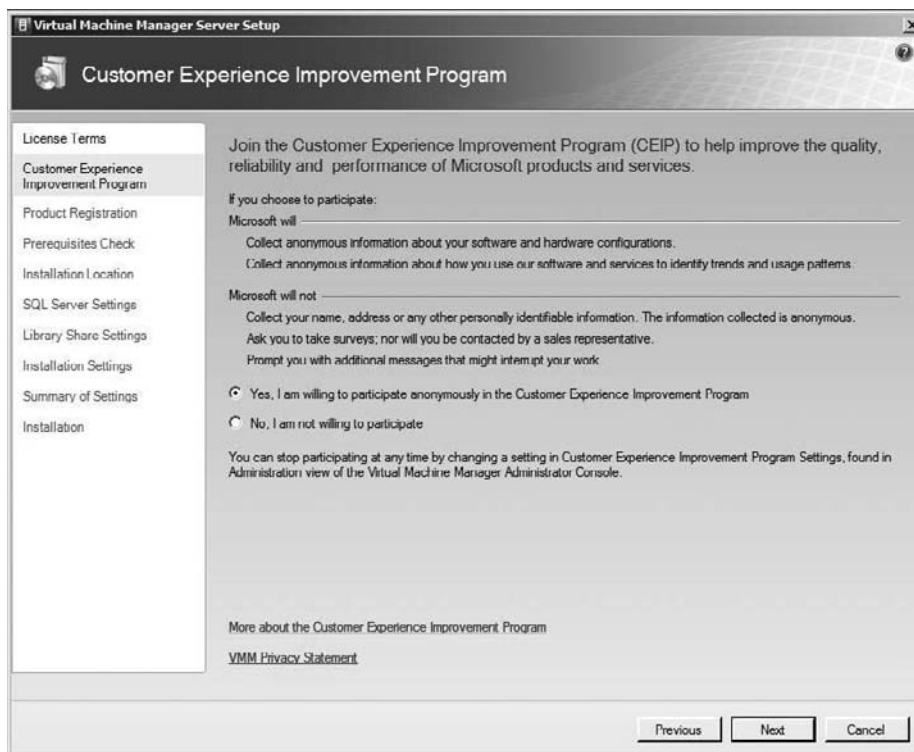 Virtual Machine Manager Server Setup
Customer Experience Improvement Program
License Terms
Customer Experience
Improvement Program
Product Registration
Prerequisites Check
Installation Location
SQL Server Settings
Library Share Settings
Installation Settings
Summary of Settings
Installation
Join the Customer Experience Improvement Program (CEIP) to help improve the quality,
reliability and performance of Microsoft products and services.
If you choose to participate:
Microsoft will
Collect anonymous information about your software and hardware configurations.
Collect anonymous information about how you use our software and services to identify trends and usage patterns.
Microsoft will not
Collect your name, address or any other personally identifiable information. The information collected is anonymous.
Ask you to take surveys; nor will you be contacted by a sales representative.
Prompt you with additional messages that might interrupt your work
Yes, I am willing to participate anonymously in the Customer Experience Improvement Program
No, I am not willing to participate
You can stop participating at any time by changing a setting in Customer Experience Improvement Program Settings, found in
Administration view of the Virtual Machine Manager Administrator Console.
More about the Customer Experience Improvement Program
VMM Privacy Statement
Previous Next Cancel